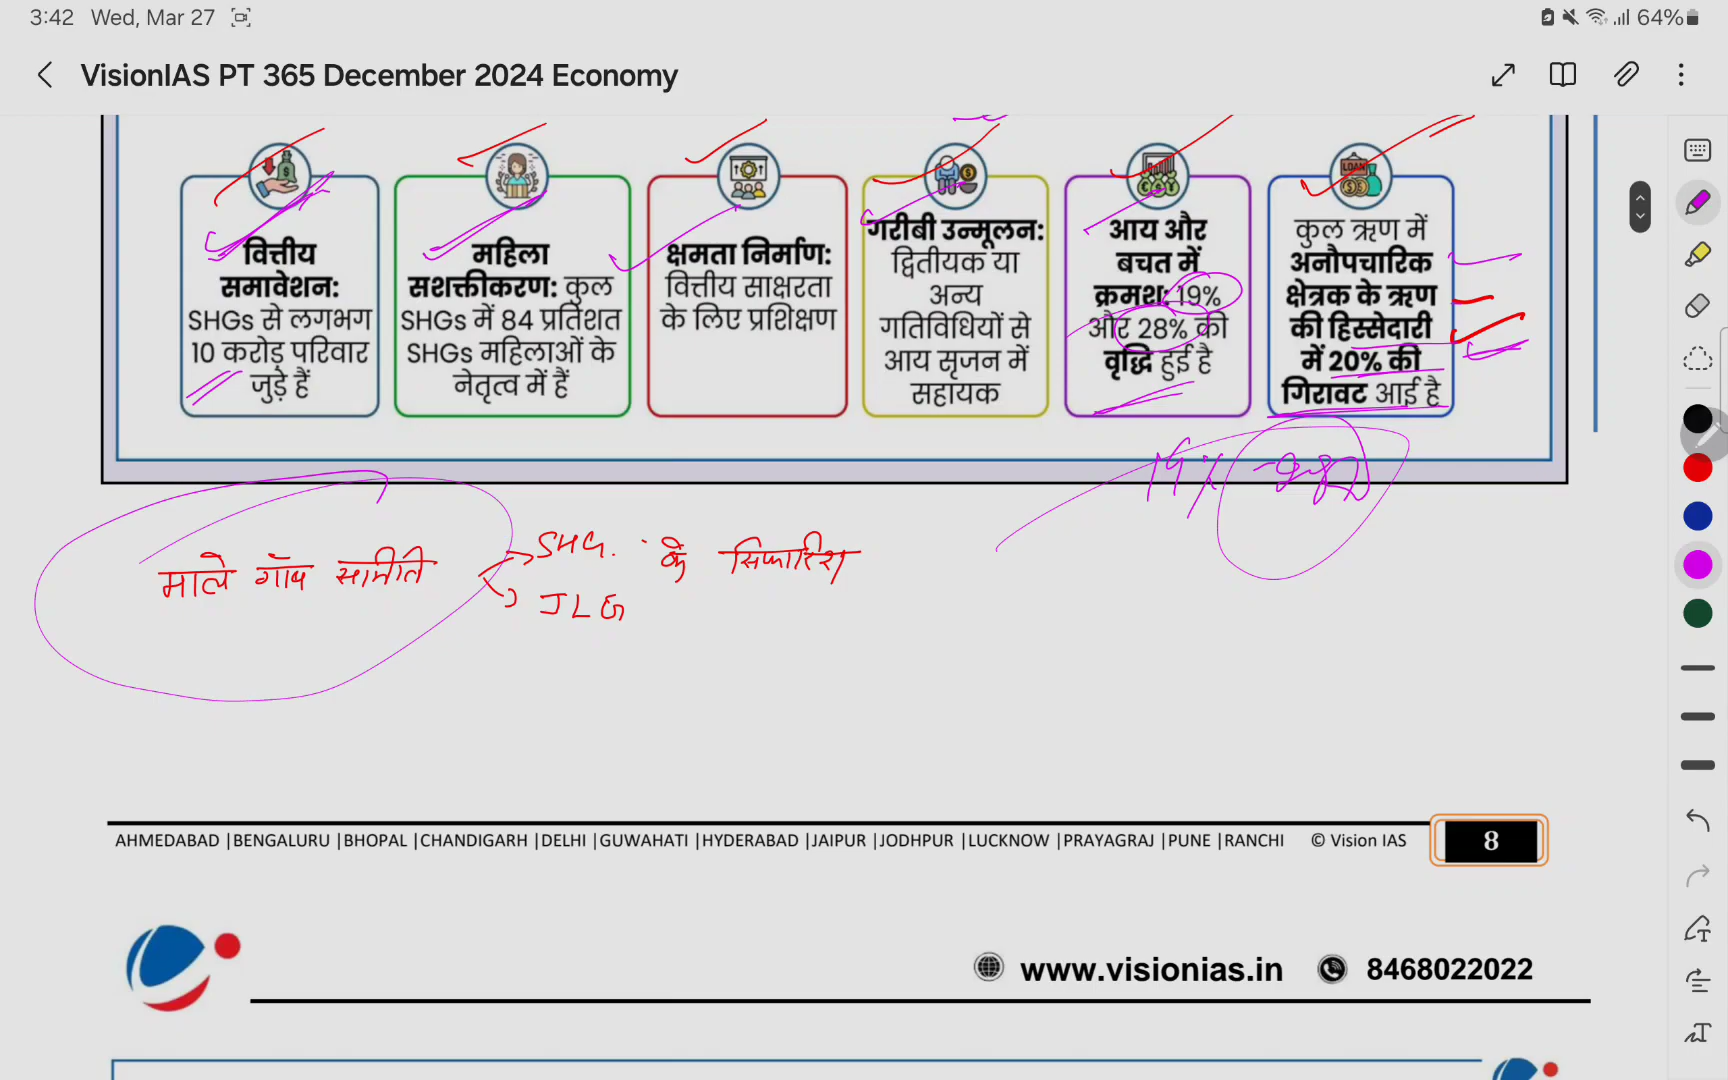 3:42 Wed, Mar 27
64%
VisionIAS PT 365 December 2024 Economy
वित्तीय
समावेशन:
SHGs से लगभग
10 करोड़ परिवार
जुड़े हैं
महिला
सशक्तीकरण: कुल
SHGs में 84 प्रतिशत
SHGs महिलाओं के
नेतृत्व में हैं
क्षमता निर्माण:
वित्तीय साक्षरता
के लिए प्रशिक्षण
गरीबी उन्मूलन:
द्वितीयक या
अन्य
गतिविधियों से
आय सृजन में
सहायक
आय और
बचत में
क्रमश: 19%
और 28% की
वृद्धि हुई है
LOAN
कुल ऋण में
अनौपचारिक
क्षेत्रक के ऋण
की हिस्सेदारी
में 20% की
गिरावट आई है
19%
SHG. के सिफारिश
समिति
JLG
AHMEDABAD |BENGALURU |BHOPAL |CHANDIGARH |DELHI |GUWAHATI |HYDERABAD |JAIPUR |JODHPUR |LUCKNOW |PRAYAGRAJ |PUNE |RANCHI © Vision IAS
8
www.visionias.in 8468022022